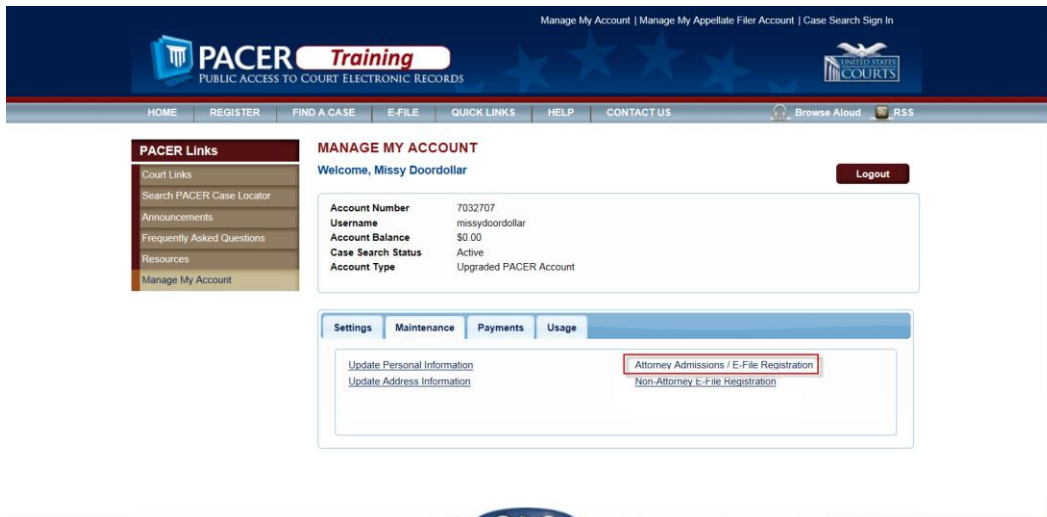 Manage My Account | Manage My Appellate Filer Account | Case Search Sign In
PACER Training
PUBLIC ACCESS TO COURT ELECTRONIC RECORDS
UNITED STATES
COURTS
HOME REGISTER FIND A CASE E-FILE QUICK LINKS HELP CONTACT US Browse Aloud RSS
PACER Links
Court Links
Search PACER Case Locator
Announcements
Frequently Asked Questions
Resources
Manage My Account
MANAGE MY ACCOUNT
Welcome, Missy Doordollar
Logout
Account Number 7032707
Username missydoordollar
Account Balance $0.00
Case Search Status Active
Account Type Upgraded PACER Account
Settings Maintenance Payments Usage
Update Personal Information Attorney Admissions / E-File Registration
Update Address Information Non-Attorney E-File Registration